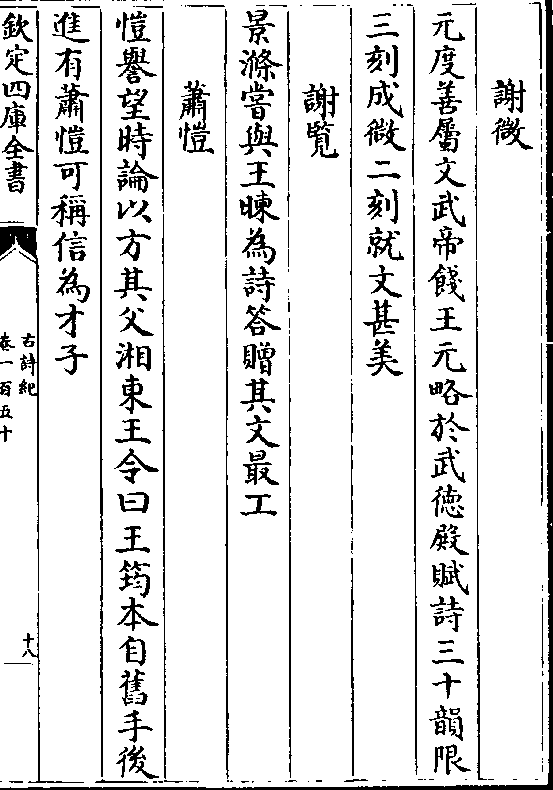 謝微
元度善屬文武帝餞王元略於武徳殿賦詩三十韻限
三刻成微二刻就文甚美
謝覧
景滌嘗與王暕為詩答贈其文最工
蕭愷
愷譽望時論以方其父湘東王令曰王筠本自舊手後
進有蕭愷可稱信為才子
欽定四庫全書
古詩紀
卷一百五十
十八